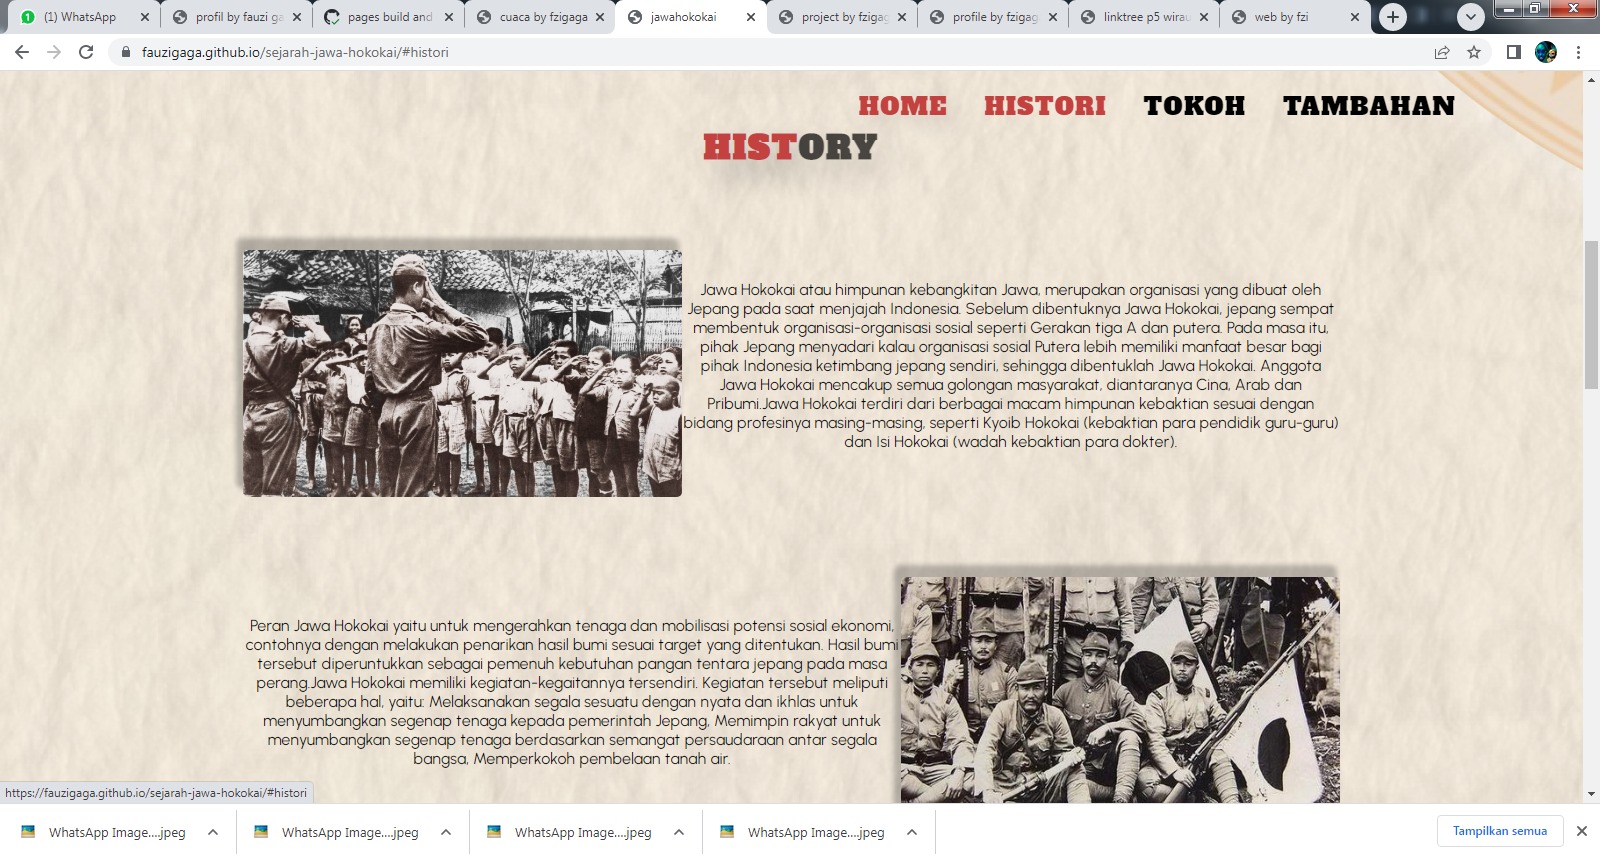 (1) WhatsApp
profil by fauzi ga
pages build and
cuaca by fzigaga
jawahokokai
project by fzigag
profile by fzigag
linktree p5 wirau
web by fzi
fauzigaga.github.io/sejarah-jawa-hokokai/#histori
HOME HISTORI TOKOH TAMBAHAN
HISTORY
Jawa Hokokai atau himpunan kebangkitan Jawa, merupakan organisasi yang dibuat oleh
Jepang pada saat menjajah Indonesia. Sebelum dibentuknya Jawa Hokokai, jepang sempat
membentuk organisasi-organisasi sosial seperti Gerakan tiga A dan putera. Pada masa itu,
pihak Jepang menyadari kalau organisasi sosial Putera lebih memiliki manfaat besar bagi
pihak Indonesia ketimbang jepang sendiri, sehingga dibentuklah Jawa Hokokai. Anggota
Jawa Hokokai mencakup semua golongan masyarakat, diantaranya Cina, Arab dan
Pribumi.Jawa Hokokai terdiri dari berbagai macam himpunan kebaktian sesuai dengan
bidang profesinya masing-masing, seperti Kyoib Hokokai (kebaktian para pendidik guru-guru)
dan Isi Hokokai (wadah kebaktian para dokter).
Peran Jawa Hokokai yaitu untuk mengerahkan tenaga dan mobilisasi potensi sosial ekonomi,
contohnya dengan melakukan penarikan hasil bumi sesuai target yang ditentukan. Hasil bumi
tersebut diperuntukkan sebagai pemenuh kebutuhan pangan tentara jepang pada masa
perang.Jawa Hokokai memiliki kegiatan-kegaitannya tersendiri. Kegiatan tersebut meliputi
beberapa hal, yaitu: Melaksanakan segala sesuatu dengan nyata dan ikhlas untuk
menyumbangkan segenap tenaga kepada pemerintah Jepang, Memimpin rakyat untuk
menyumbangkan segenap tenaga berdasarkan semangat persaudaraan antar segala
bangsa, Memperkokoh pembelaan tanah air.
https://fauzigaga.github.io/sejarah-jawa-hokokai/#histori
WhatsApp Image....jpeg
WhatsApp Image....jpeg
WhatsApp Image....jpeg
WhatsApp Image....jpeg
Tampilkan semua